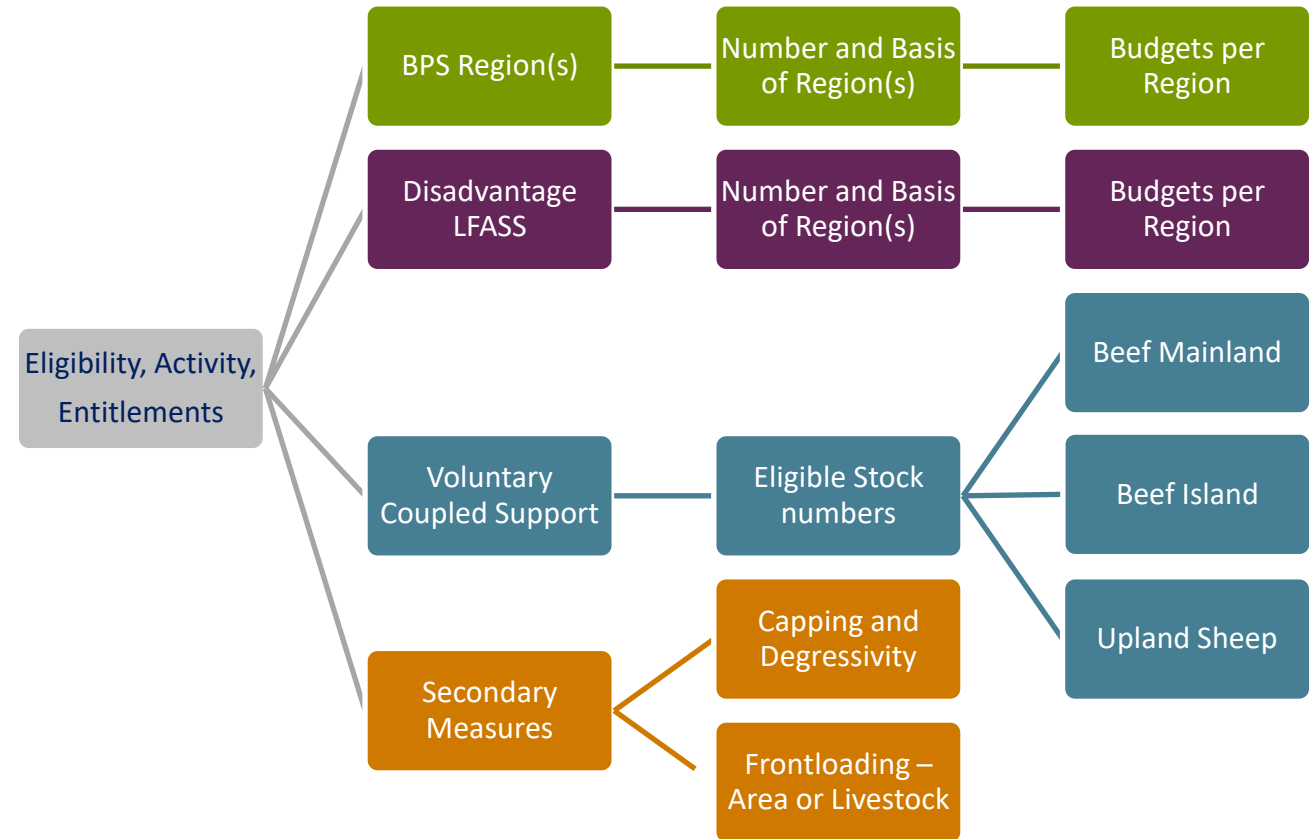 BPS Region(s)
Number and Basis
of Region(s)
Budgets per
Region
Disadvantage
LFASS
Number and Basis
of Region(s)
Budgets per
Region
Eligibility, Activity,
Entitlements
Voluntary
Coupled Support
Eligible Stock
numbers
Beef Mainland
Beef Island
Upland Sheep
Secondary
Measures
Capping and
Degressivity
Frontloading –
Area or Livestock